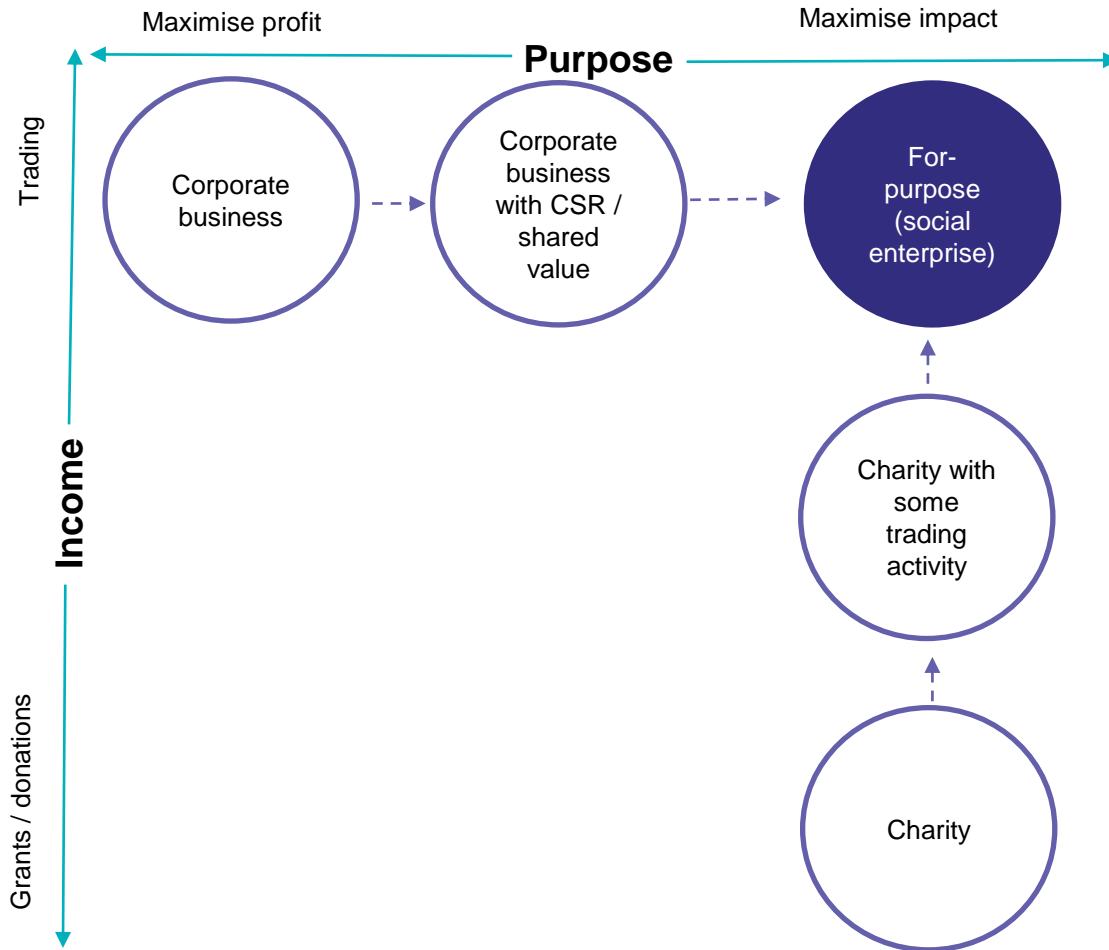 Maximise profit
Maximise impact
Purpose
Trading
Corporate
business
Corporate
business
with CSR /
shared
value
For-
purpose
(social
enterprise)
Income
Charity with
some
trading
activity
Grants / donations
Charity